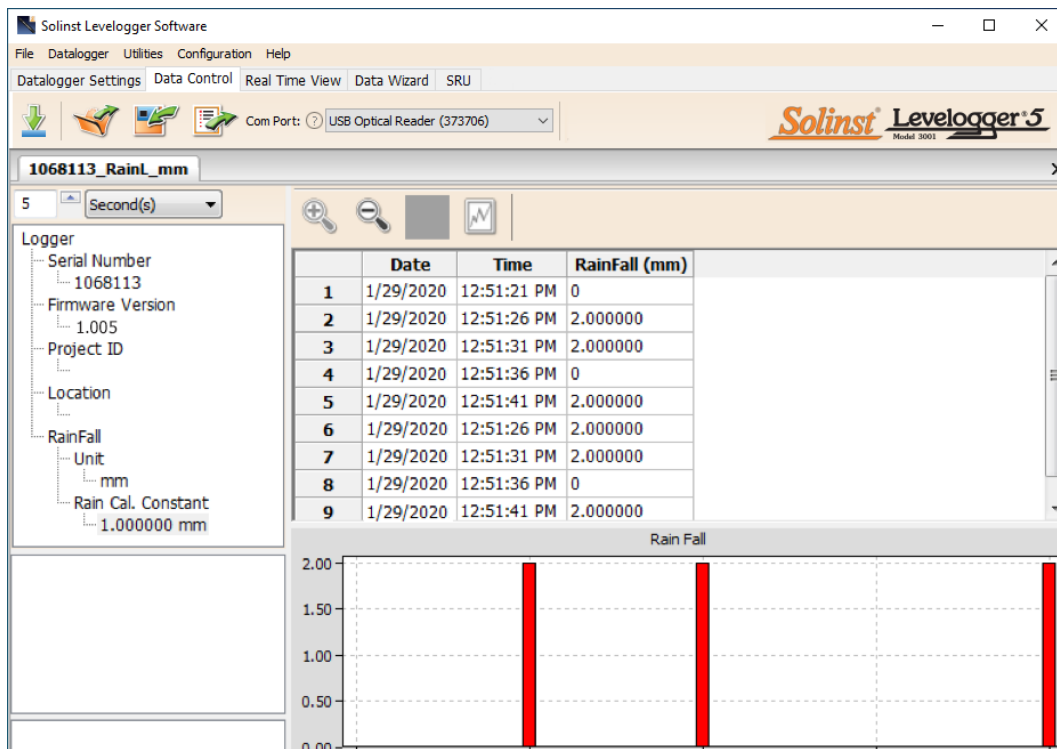 Solinst Levelogger Software
File Datalogger Utilities Configuration Help
Datalogger Settings Data Control Real Time View Data Wizard SRU
Com Port: ? USB Optical Reader (373706)
Solinst Levelogger 5
Model 3001
1068113_RainL_mm
5 Second(s)
Logger
Serial Number
1068113
Firmware Version
1.005
Project ID
Location
RainFall
Unit
mm
Rain Cal. Constant
1.000000 mm
Date Time RainFall (mm)
1 1/29/2020 12:51:21 PM 0
2 1/29/2020 12:51:26 PM 2.000000
3 1/29/2020 12:51:31 PM 2.000000
4 1/29/2020 12:51:36 PM 0
5 1/29/2020 12:51:41 PM 2.000000
6 1/29/2020 12:51:26 PM 2.000000
7 1/29/2020 12:51:31 PM 2.000000
8 1/29/2020 12:51:36 PM 0
9 1/29/2020 12:51:41 PM 2.000000
Rain Fall
2.00
1.50
1.00
0.50
0.00